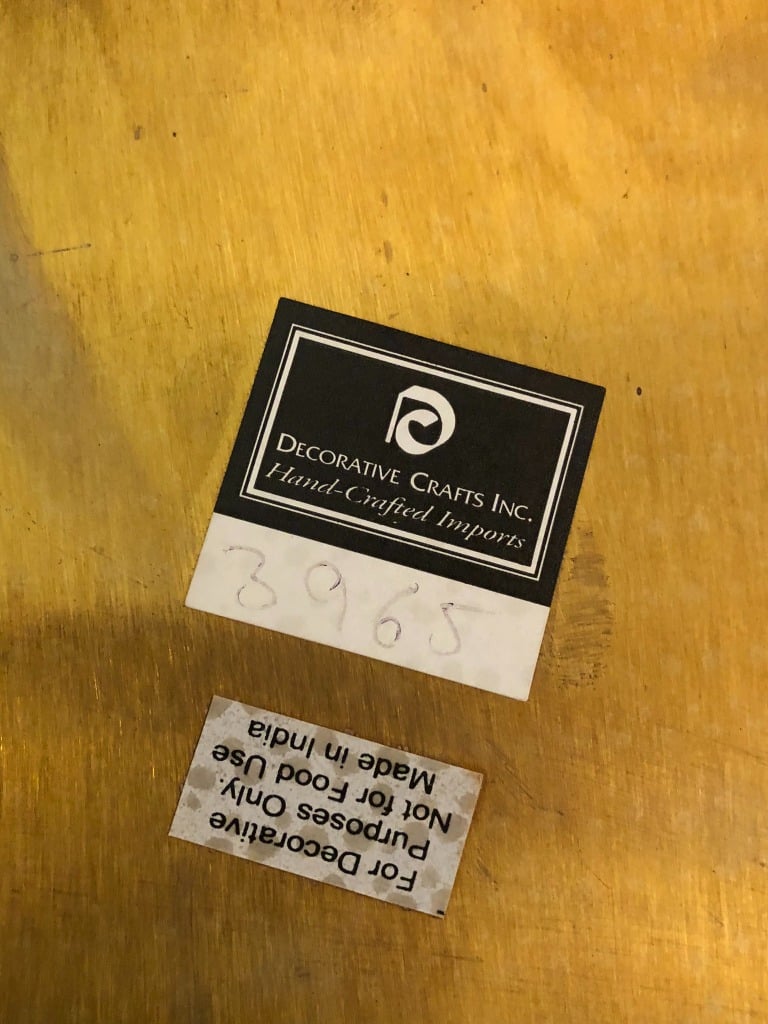 DECORATIVE CRAFTS INC.
Hand-Crafted Imports
3965
For Decorative
Purposes Only.
Not for Food Use
Made in India